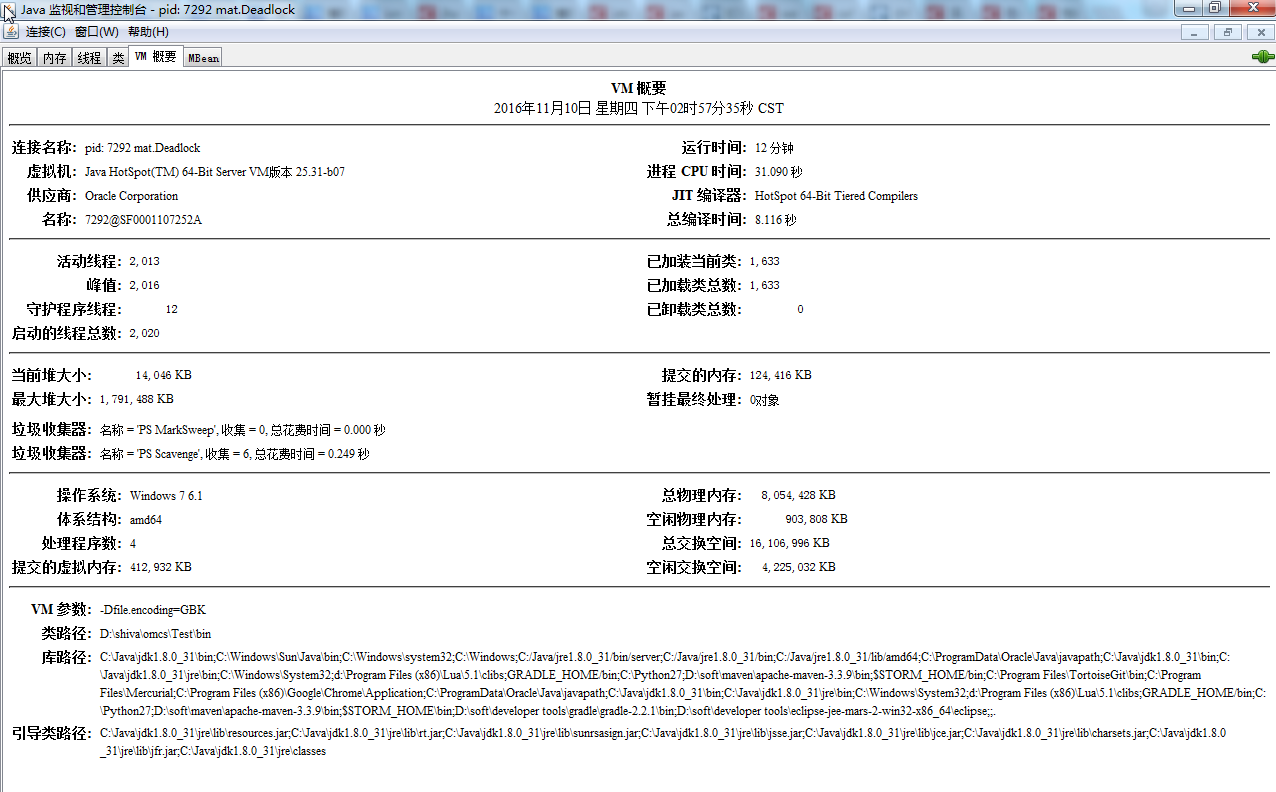 Java 监视和管理控制台 - pid: 7292 mat.Deadlock
连接(C) 窗口(W) 帮助(H)
概览 内存 线程 类 VM 概要 MBean
VM 概要
2016年11月10日 星期四 下午02时57分35秒 CST
连接名称: pid: 7292 mat.Deadlock 运行时间: 12 分钟
虚拟机: Java HotSpot(TM) 64-Bit Server VM版本 25.31-b07 进程 CPU 时间: 31.090 秒
供应商: Oracle Corporation JIT 编译器: HotSpot 64-Bit Tiered Compilers
名称: 7292@SF0001107252A 总编译时间: 8.116 秒
活动线程: 2,013 已加装当前类: 1,633
峰值: 2,016 已加载类总数: 1,633
守护程序线程: 12 已卸载类总数: 0
启动的线程总数: 2,020
当前堆大小: 14,046 KB 提交的内存: 124,416 KB
最大堆大小: 1,791,488 KB 暂挂最终处理: 0对象
垃圾收集器: 名称 = 'PS MarkSweep', 收集 = 0, 总花费时间 = 0.000 秒
垃圾收集器: 名称 = 'PS Scavenge', 收集 = 6, 总花费时间 = 0.249 秒
操作系统: Windows 7 6.1 总物理内存: 8,054,428 KB
体系结构: amd64 空闲物理内存: 903,808 KB
处理程序数: 4 总交换空间: 16,106,996 KB
提交的虚拟内存: 412,932 KB 空闲交换空间: 4,225,032 KB
VM 参数: -Dfile.encoding=GBK
类路径: D:\shiva\omcs\Test\bin
库路径: C:\Java\jdk1.8.0_31\bin;C:\Windows\Sun\Java\bin;C:\Windows\system32;C:\Windows;C:/Java/jre1.8.0_31/bin/server;C:/Java/jre1.8.0_31/bin;C:/Java/jre1.8.0_31/lib/amd64;C:\ProgramData\Oracle\Java\javapath;C:\Java\jdk1.8.0_31\bin;C:
\Java\jdk1.8.0_31\jre\bin;C:\Windows\System32;d:\Program Files (x86)\Lua\5.1\clibs;GRADLE_HOME/bin;C:\Python27;D:\soft\maven\apache-maven-3.3.9\bin;$STORM_HOME\bin;C:\Program Files\TortoiseGit\bin;C:\Program
Files\Mercurial;C:\Program Files (x86)\Google\Chrome\Application;C:\ProgramData\Oracle\Java\javapath;C:\Java\jdk1.8.0_31\bin;C:\Java\jdk1.8.0_31\jre\bin;C:\Windows\System32;d:\Program Files (x86)\Lua\5.1\clibs;GRADLE_HOME/bin;C:
\Python27;D:\soft\maven\apache-maven-3.3.9\bin;$STORM_HOME\bin;D:\soft\developer tools\gradle\gradle-2.2.1\bin;D:\soft\developer tools\eclipse-jee-mars-2-win32-x86_64\eclipse;;.
引导类路径: C:\Java\jdk1.8.0_31\jre\lib\resources.jar;C:\Java\jdk1.8.0_31\jre\lib\rt.jar;C:\Java\jdk1.8.0_31\jre\lib\sunrsasign.jar;C:\Java\jdk1.8.0_31\jre\lib\jsse.jar;C:\Java\jdk1.8.0_31\jre\lib\jce.jar;C:\Java\jdk1.8.0_31\jre\lib\charsets.jar;C:\Java\jdk1.8.0
_31\jre\lib\jfr.jar;C:\Java\jdk1.8.0_31\jre\classes